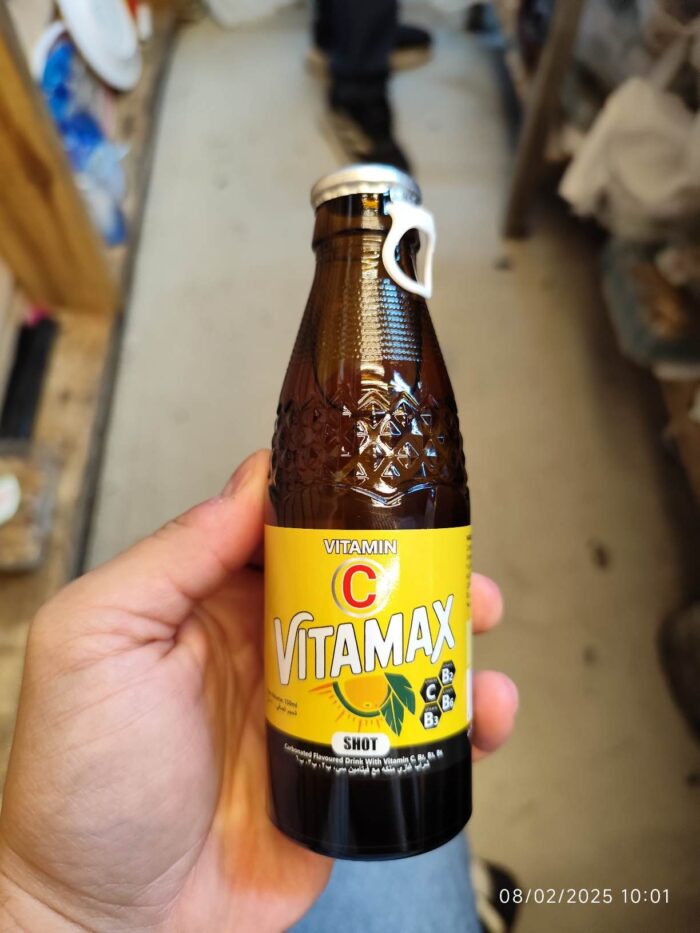 VITAMIN
C
VITAMAX
C B2
B3 B6
150ml
SHOT
Carbonated Flavoured Drink With Vitamin C, B2, B3, B6
08/02/2025 10:01